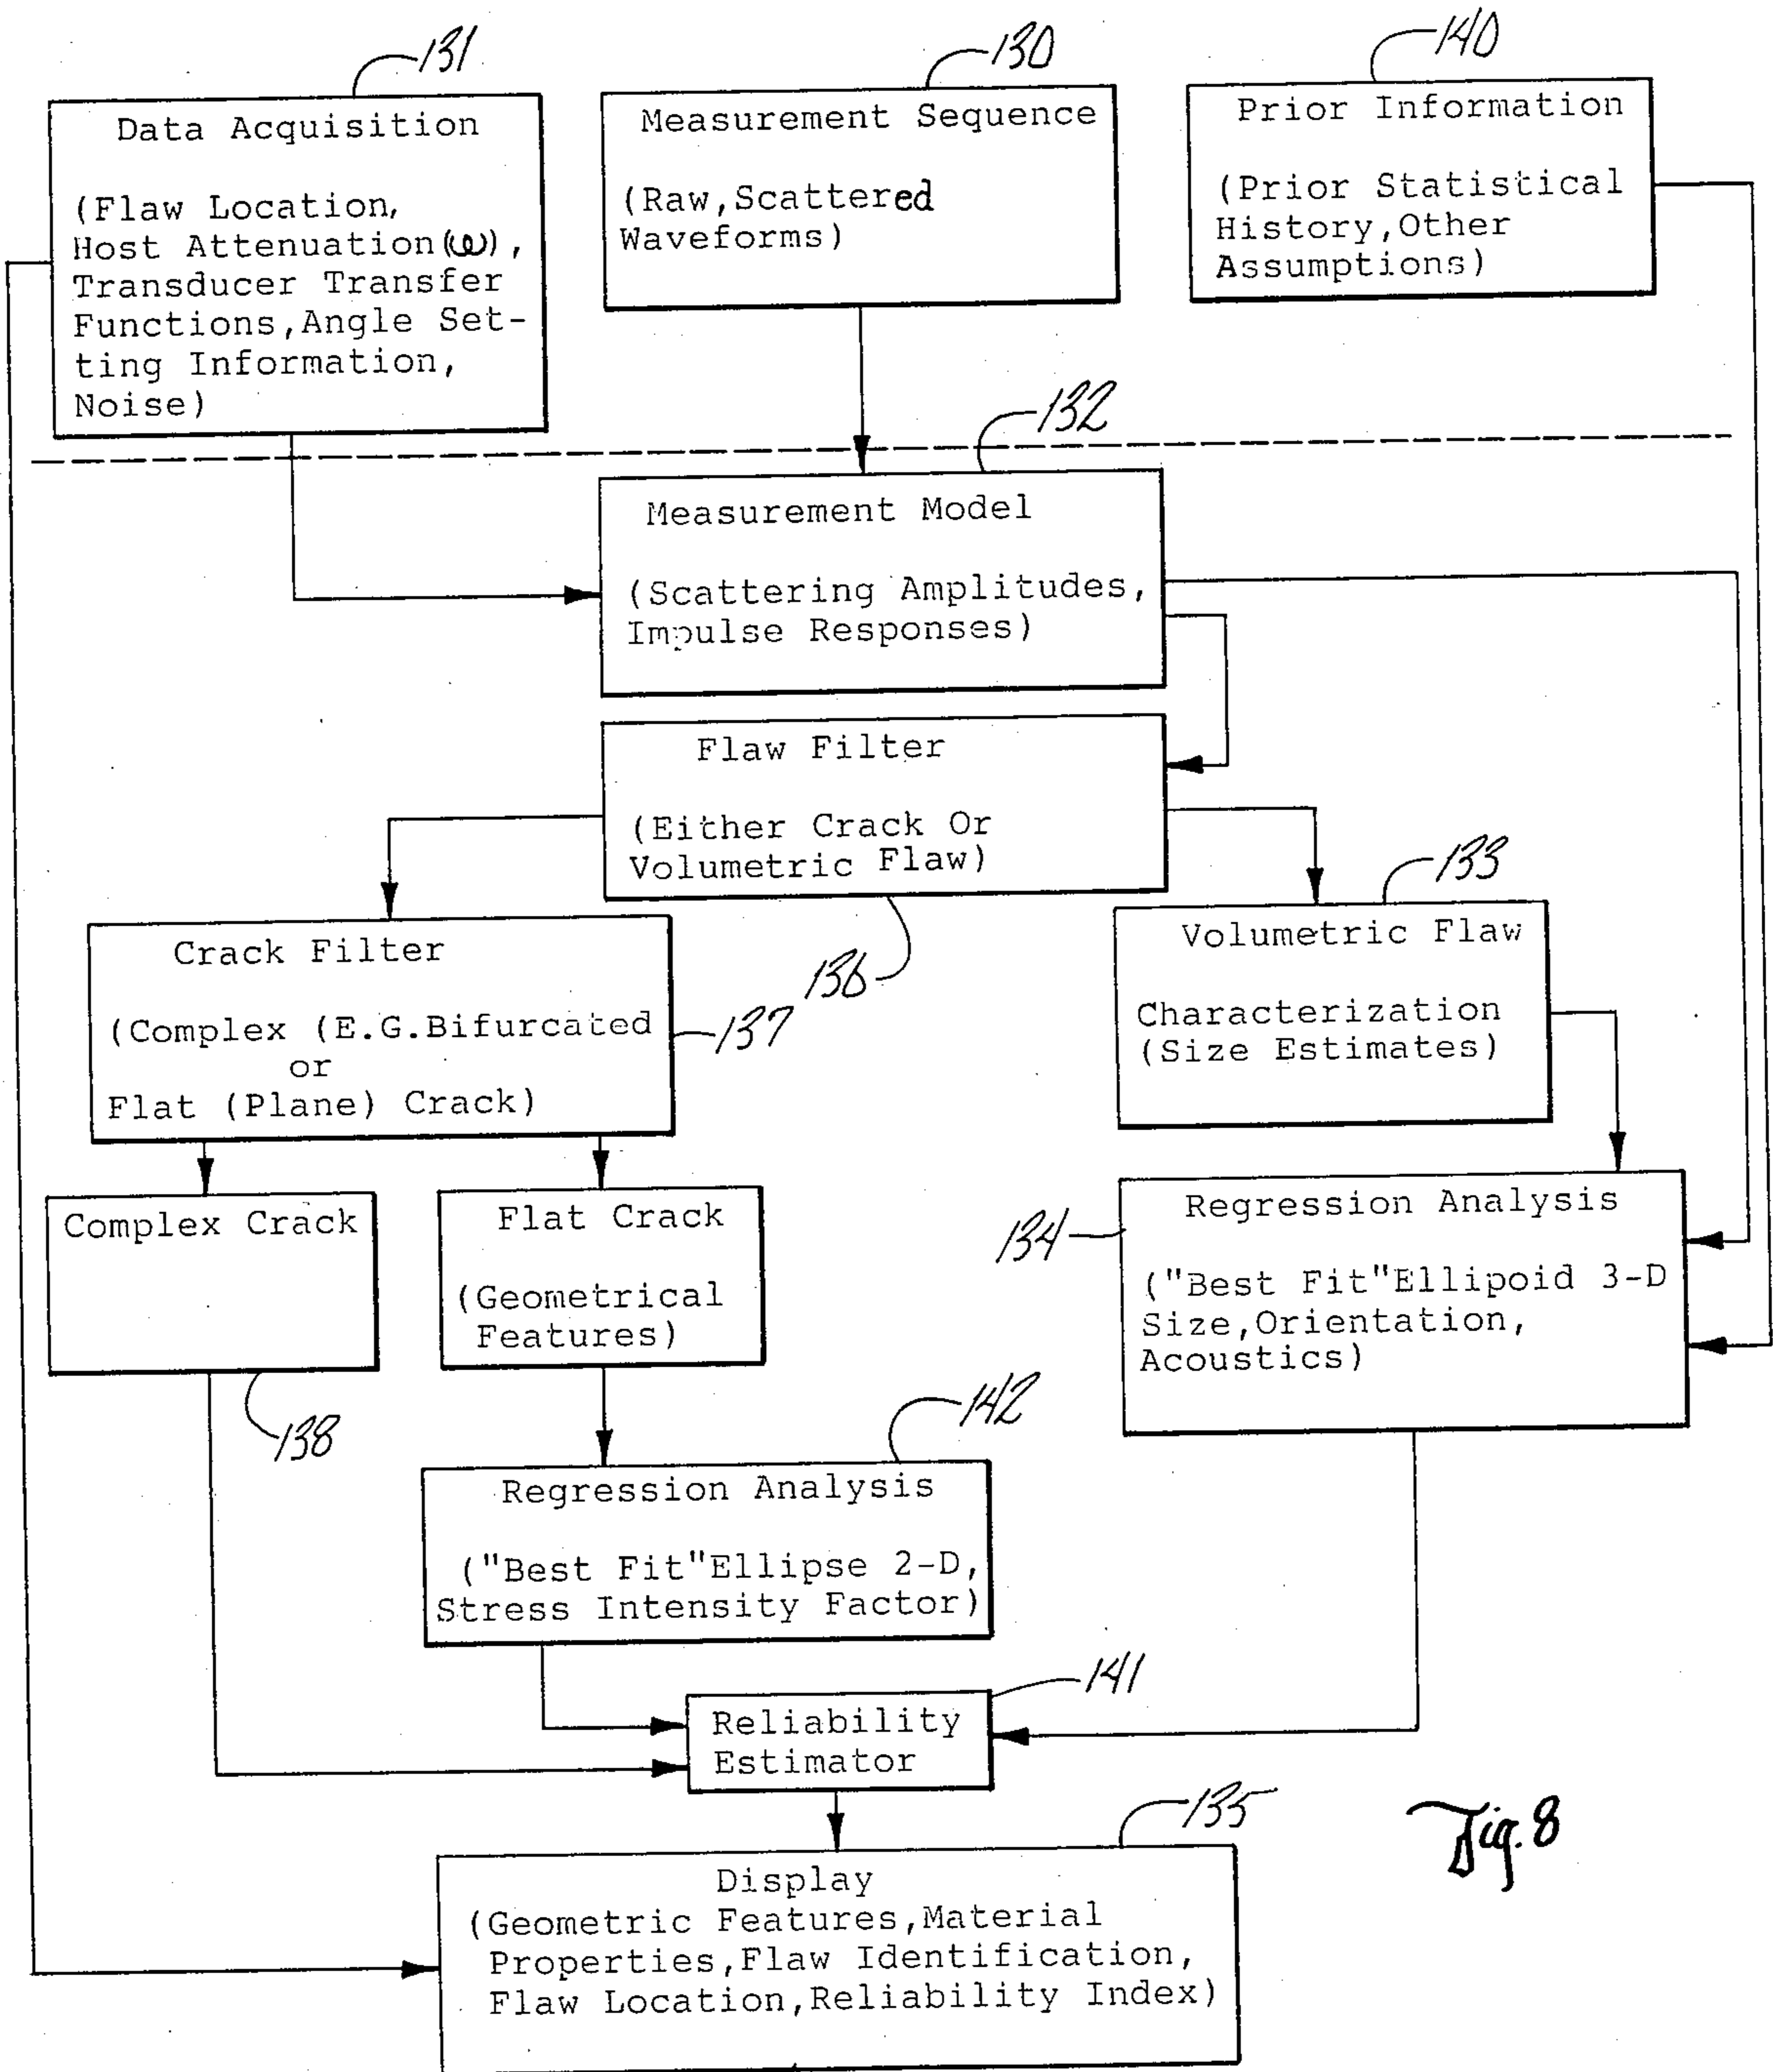 131
Data Acquisition
(Flaw Location,
Host Attenuation(ω),
Transducer Transfer
Functions,Angle Set-
ting Information,
Noise)
130
Measurement Sequence
(Raw,Scattered
Waveforms)
140
Prior Information
(Prior Statistical
History,Other
Assumptions)
132
Measurement Model
(Scattering Amplitudes,
Impulse Responses)
Flaw Filter
(Either Crack Or
Volumetric Flaw)
136
Crack Filter
(Complex (E.G.Bifurcated
or
Flat (Plane) Crack)
137
133
Volumetric Flaw
Characterization
(Size Estimates)
Complex Crack
138
Flat Crack
(Geometrical
Features)
134
Regression Analysis
("Best Fit"Ellipoid 3-D
Size,Orientation,
Acoustics)
142
Regression Analysis
("Best Fit"Ellipse 2-D,
Stress Intensity Factor)
141
Reliability
Estimator
135
Display
(Geometric Features,Material
Properties,Flaw Identification,
Flaw Location,Reliability Index)
Fig. 8